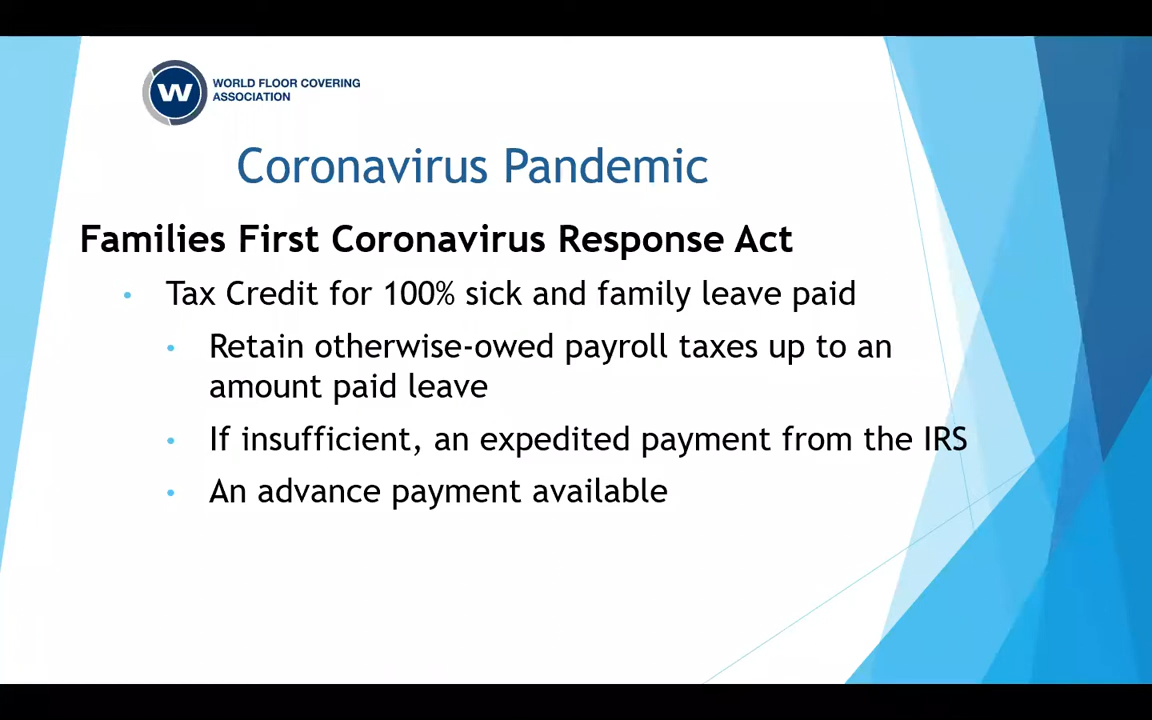 W
WORLD FLOOR COVERING
ASSOCIATION
Coronavirus Pandemic
Families First Coronavirus Response Act
• Tax Credit for 100% sick and family leave paid
• Retain otherwise-owed payroll taxes up to an
amount paid leave
• If insufficient, an expedited payment from the IRS
• An advance payment available